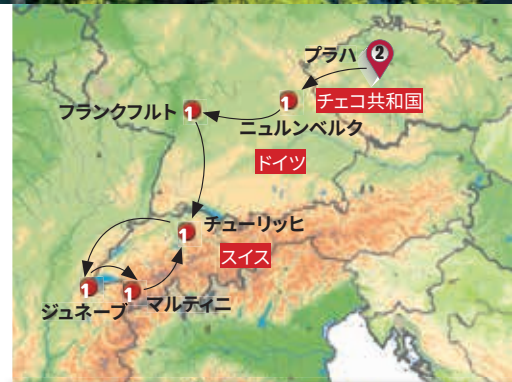 プラハ
2
チェコ共和国
1
ニュルンベルク
フランクフルト
1
ドイツ
チューリッヒ
1
スイス
1
ジュネーブ
1
マルティニ